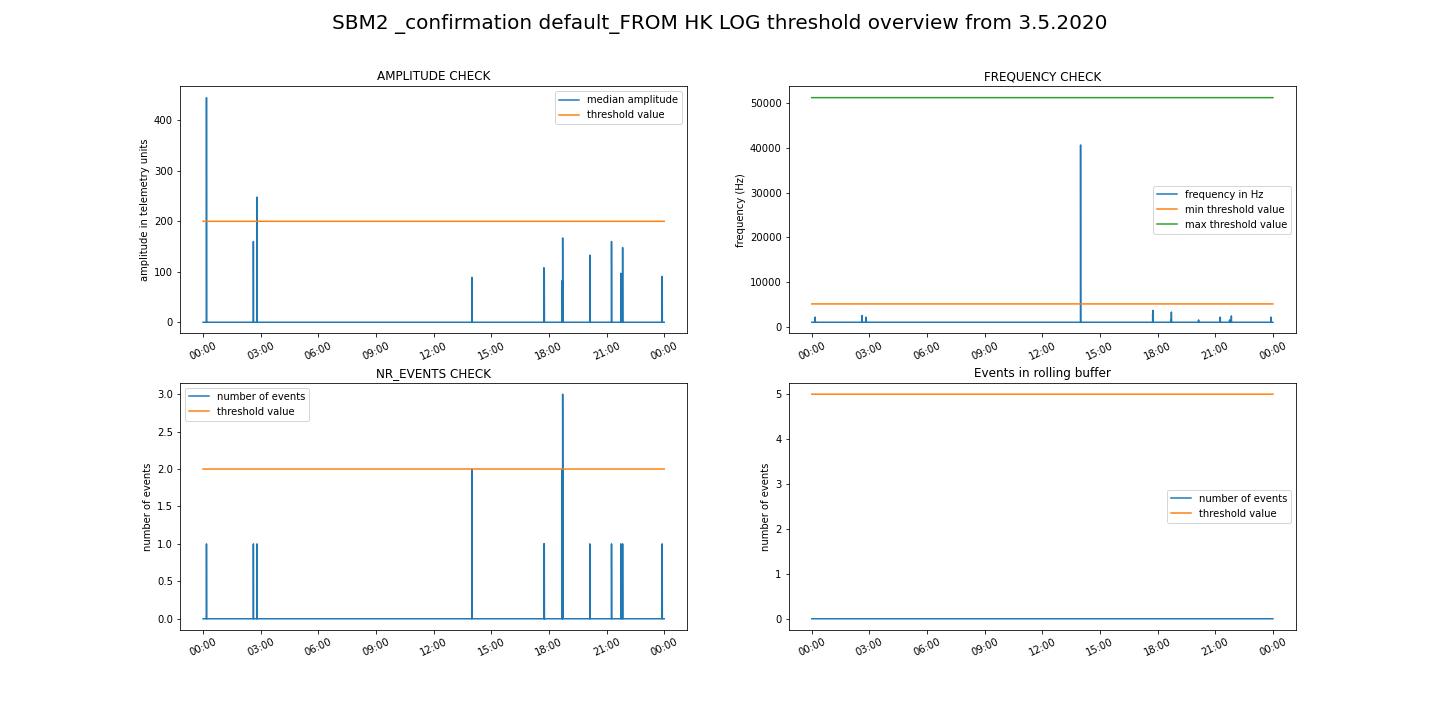 SBM2 _confirmation default_FROM HK LOG threshold overview from 3.5.2020
AMPLITUDE CHECK
amplitude in telemetry units
400
300
200
100
0
median amplitude
threshold value
00:00 03:00 06:00 09:00 12:00 15:00 18:00 21:00 00:00
FREQUENCY CHECK
frequency (Hz)
50000
40000
30000
20000
10000
0
frequency in Hz
min threshold value
max threshold value
00:00 03:00 06:00 09:00 12:00 15:00 18:00 21:00 00:00
NR_EVENTS CHECK
number of events
3.0
2.5
2.0
1.5
1.0
0.5
0.0
number of events
threshold value
00:00 03:00 06:00 09:00 12:00 15:00 18:00 21:00 00:00
Events in rolling buffer
number of events
5
4
3
2
1
0
number of events
threshold value
00:00 03:00 06:00 09:00 12:00 15:00 18:00 21:00 00:00